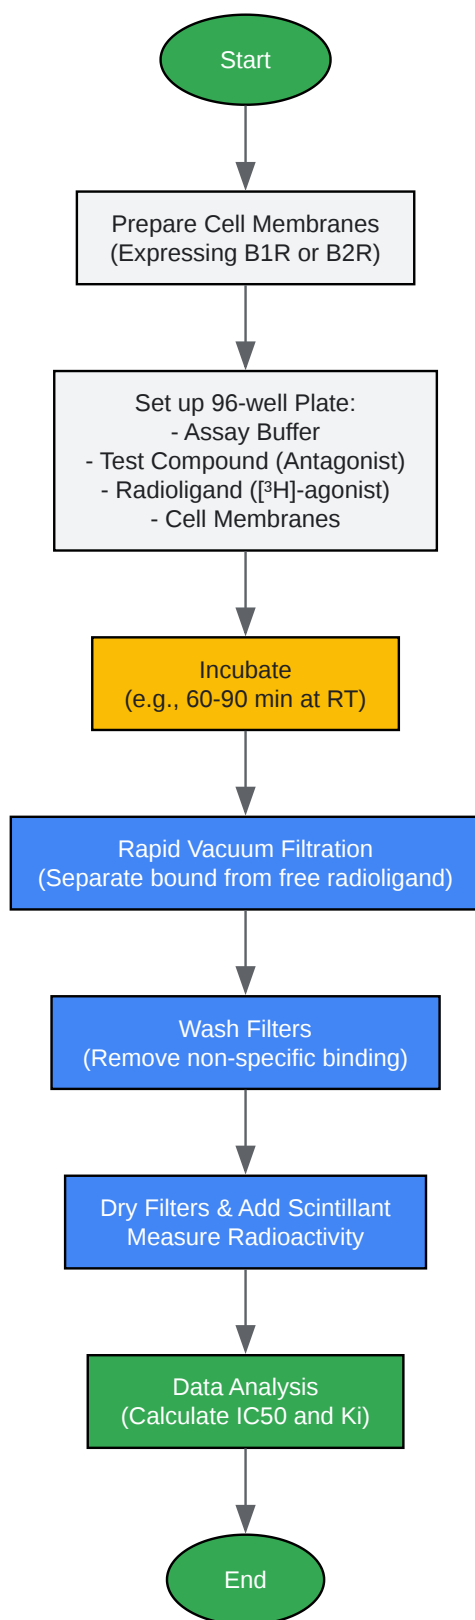 Start
Prepare Cell Membranes
(Expressing B1R or B2R)
Set up 96-well Plate:
- Assay Buffer
- Test Compound (Antagonist)
- Radioligand ([³H]-agonist)
- Cell Membranes
Incubate
(e.g., 60-90 min at RT)
Rapid Vacuum Filtration
(Separate bound from free radioligand)
Wash Filters
(Remove non-specific binding)
Dry Filters & Add Scintillant
Measure Radioactivity
Data Analysis
(Calculate IC50 and Ki)
End